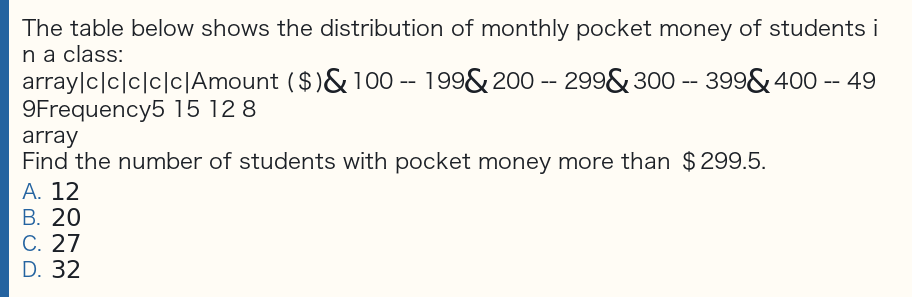 The table below shows the distribution of monthly pocket money of students i
n a class:
array|c|c|c|c|c|Amount ($)& 100 -- 199& 200 -- 299& 300 -- 399& 400 -- 49
9Frequency5 15 12 8
array
Find the number of students with pocket money more than $299.5.
A. 12
B. 20
C. 27
D. 32